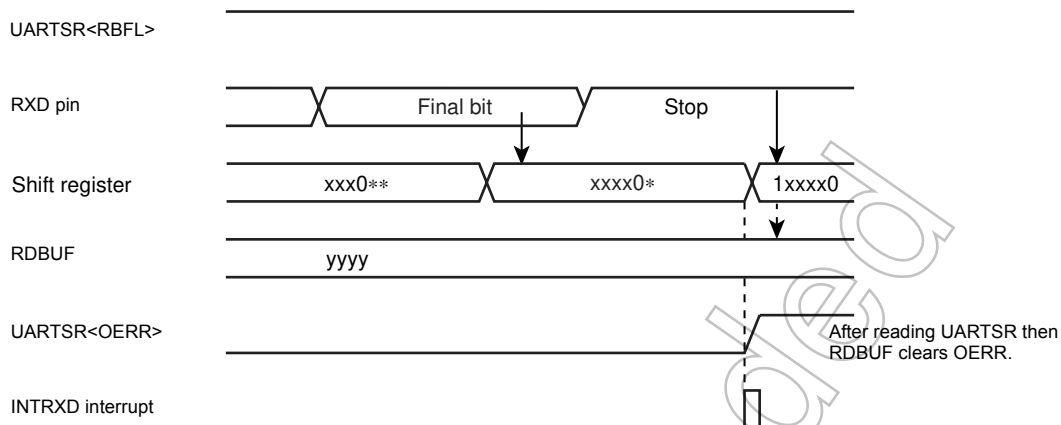 UARTSR<RBFL>
RXD pin
Final bit
Stop
Shift register
xxx0**
xxxx0*
1xxxx0
RDBUF
yyyy
UARTSR<OERR>
After reading UARTSR then
RDBUF clears OERR.
INTRXD interrupt
ded